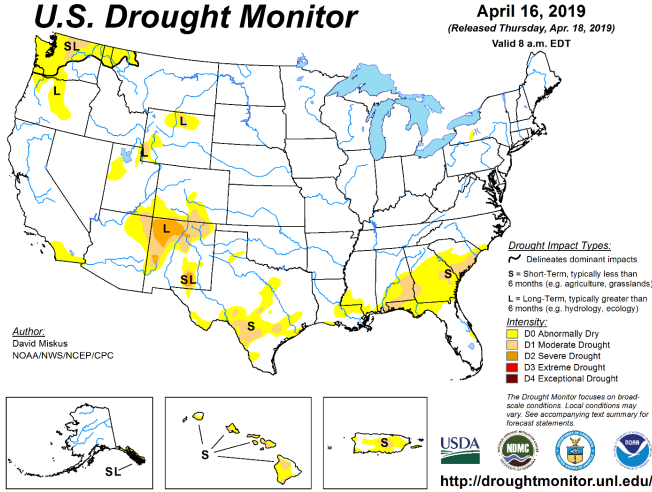 U.S. Drought Monitor
April 16, 2019
(Released Thursday, Apr. 18, 2019)
Valid 8 a.m. EDT
SL
L
L
L
L
SL
S
S
Drought Impact Types:
Delineates dominant impacts
S = Short-Term, typically less than
6 months (e.g. agriculture, grasslands)
L = Long-Term, typically greater than
6 months (e.g. hydrology, ecology)
Intensity:
D0 Abnormally Dry
D1 Moderate Drought
D2 Severe Drought
D3 Extreme Drought
D4 Exceptional Drought
Author:
David Miskus
NOAA/NWS/NCEP/CPC
SL
S
S
The Drought Monitor focuses on broad-
scale conditions. Local conditions may
vary. See accompanying text summary for
forecast statements.
USDA
NDMC
NOAA
http://droughtmonitor.unl.edu/